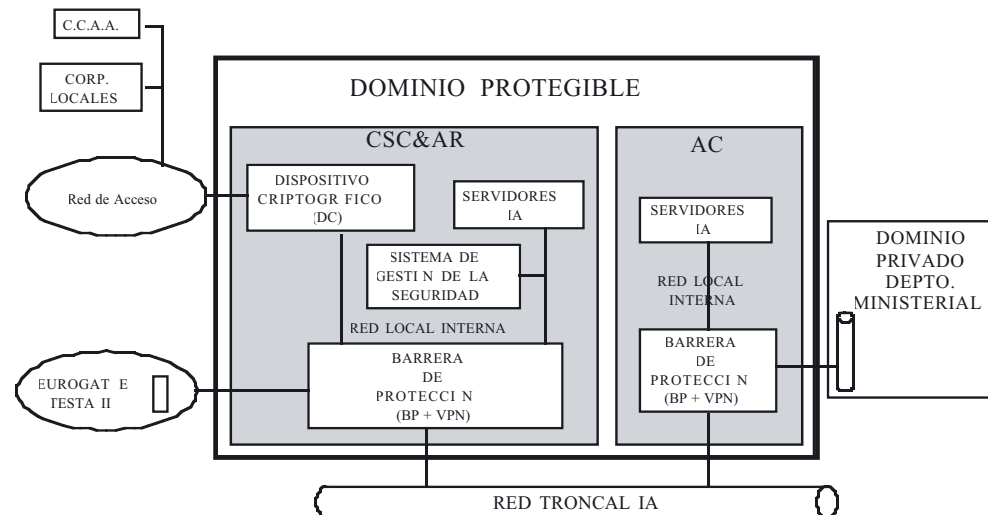 C.C.A.A.
CORP.
LOCALES
Red de Acceso
EUROGAT E
TESTA II
DOMINIO PROTEGIBLE
CSC&AR
DISPOSITIVO
CRIPTOGR FICO
(DC)
SERVIDORES
IA
SISTEMA DE
GESTI N DE LA
SEGURIDAD
RED LOCAL INTERNA
BARRERA
DE
PROTECCI N
(BP + VPN)
AC
SERVIDORES
IA
RED LOCAL
INTERNA
BARRERA
DE
PROTECCI N
(BP + VPN)
DOMINIO
PRIVADO
DEPTO.
MINISTERIAL
RED TRONCAL IA